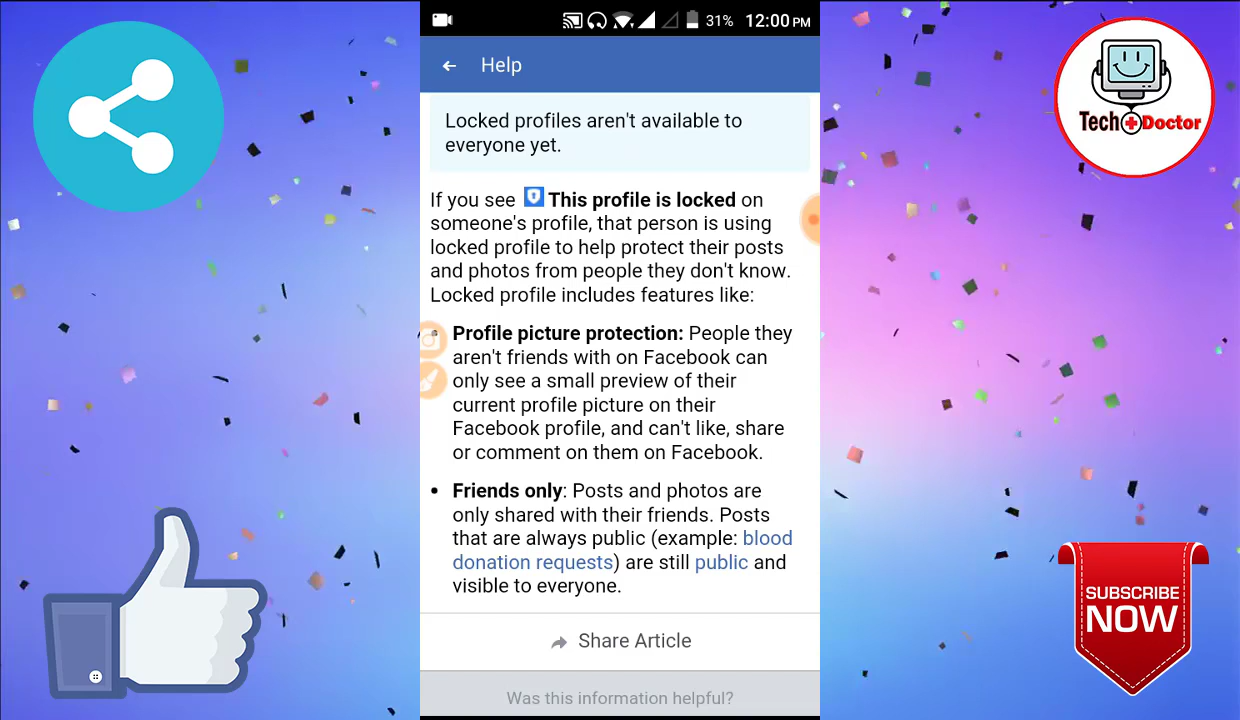 31% 12:00 PM
Help
Locked profiles aren't available to
everyone yet.
If you see This profile is locked on
someone's profile, that person is using
locked profile to help protect their posts
and photos from people they don't know.
Locked profile includes features like:
• Profile picture protection: People they
aren't friends with on Facebook can
only see a small preview of their
current profile picture on their
Facebook profile, and can't like, share
or comment on them on Facebook.
• Friends only: Posts and photos are
only shared with their friends. Posts
that are always public (example: blood
donation requests) are still public and
visible to everyone.
Share Article
Was this information helpful?
Tech Doctor
SUBSCRIBE
NOW